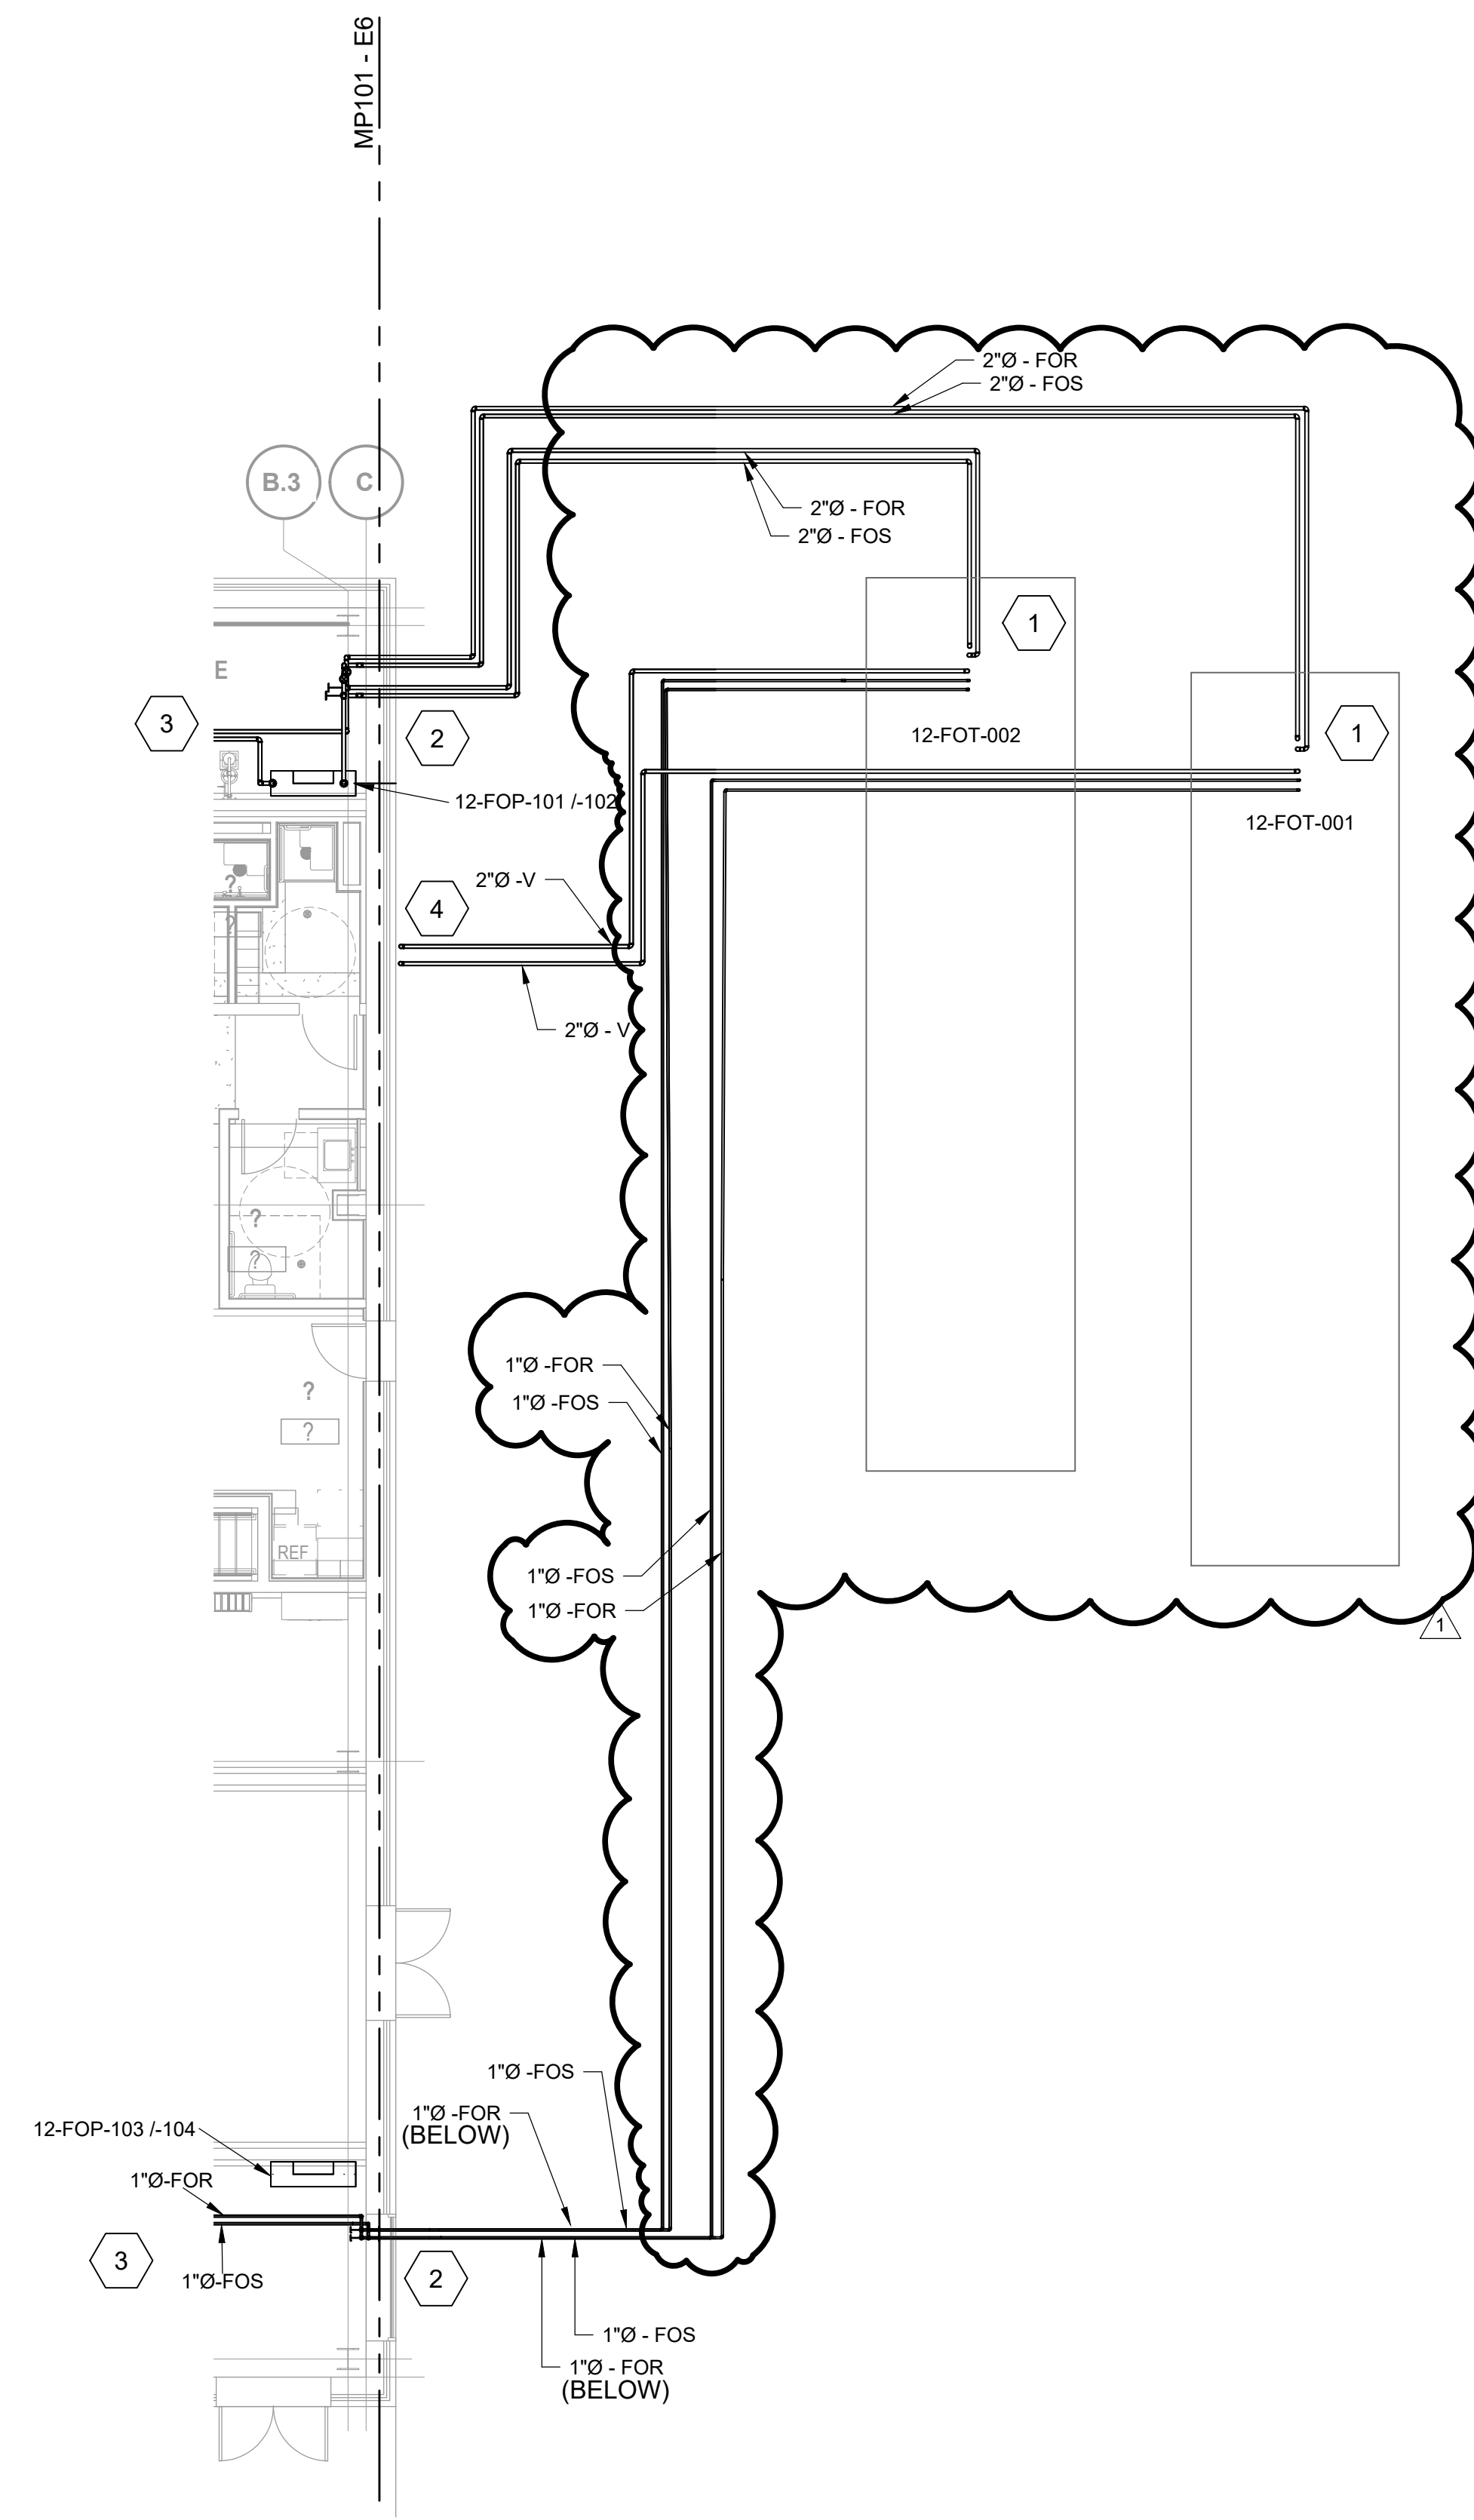 MP101 - E6
2"Ø - FOR
2"Ø - FOS
B.3
C
2"Ø - FOR
2"Ø - FOS
1
E
3
2
1
12-FOT-002
12-FOP-101 /-102
12-FOT-001
2"Ø -V
?
4
?
2"Ø - V
?
?
1"Ø -FOR
?
1"Ø -FOS
?
REF
1"Ø -FOS
1"Ø -FOR
1
1"Ø -FOS
1"Ø -FOR
(BELOW)
12-FOP-103 /-104
1"Ø-FOR
3
2
1"Ø-FOS
1"Ø - FOS
1"Ø - FOR
(BELOW)